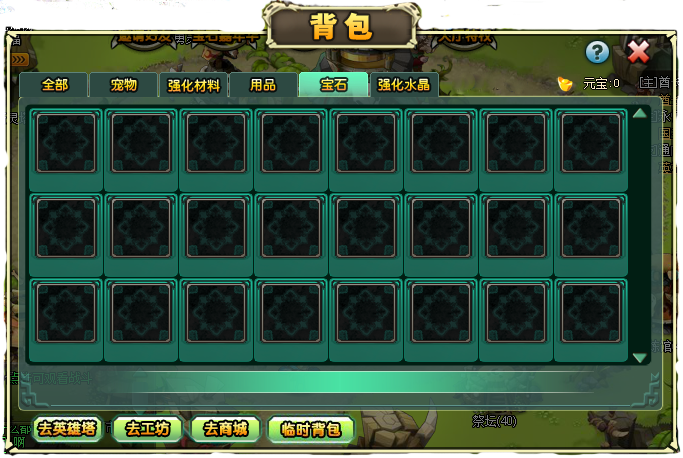 背包
全部 宠物 强化材料 用品 宝石 强化水晶
元宝:0
[主]酋
祭坛(40)
去英雄塔 去工坊 去商城 临时背包